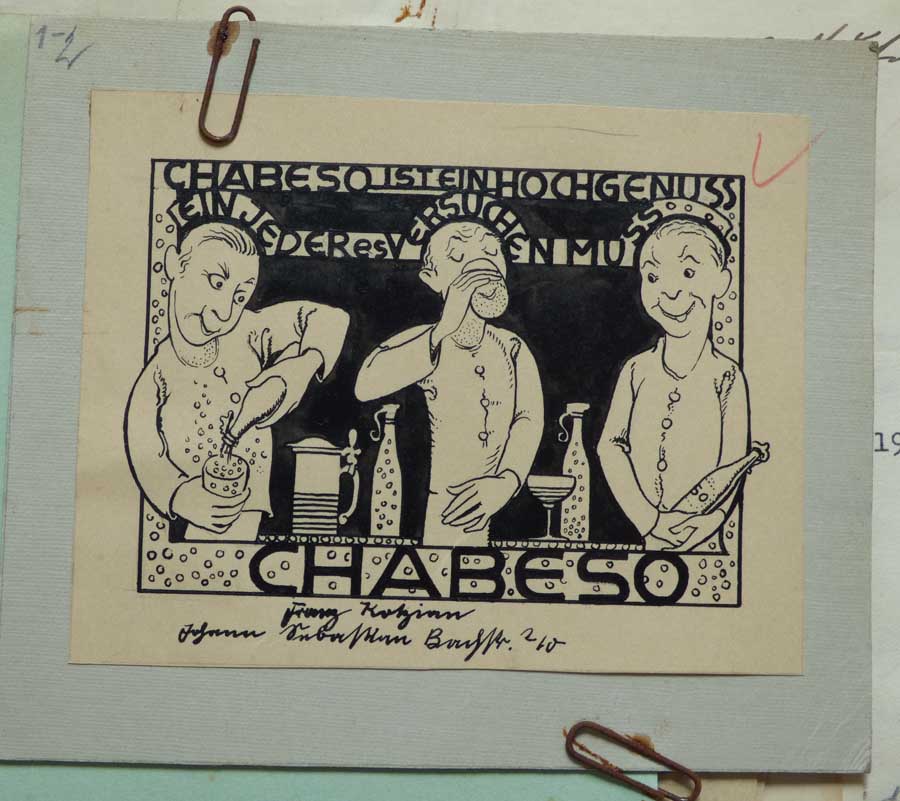 1-2
CHABESO IST EIN HOCHGENUSS
EIN JEDER es VERSUCHEN MUSS
19
CHABESO
Franz Kotzian
Johann Sebastian Bachstr. 2/0